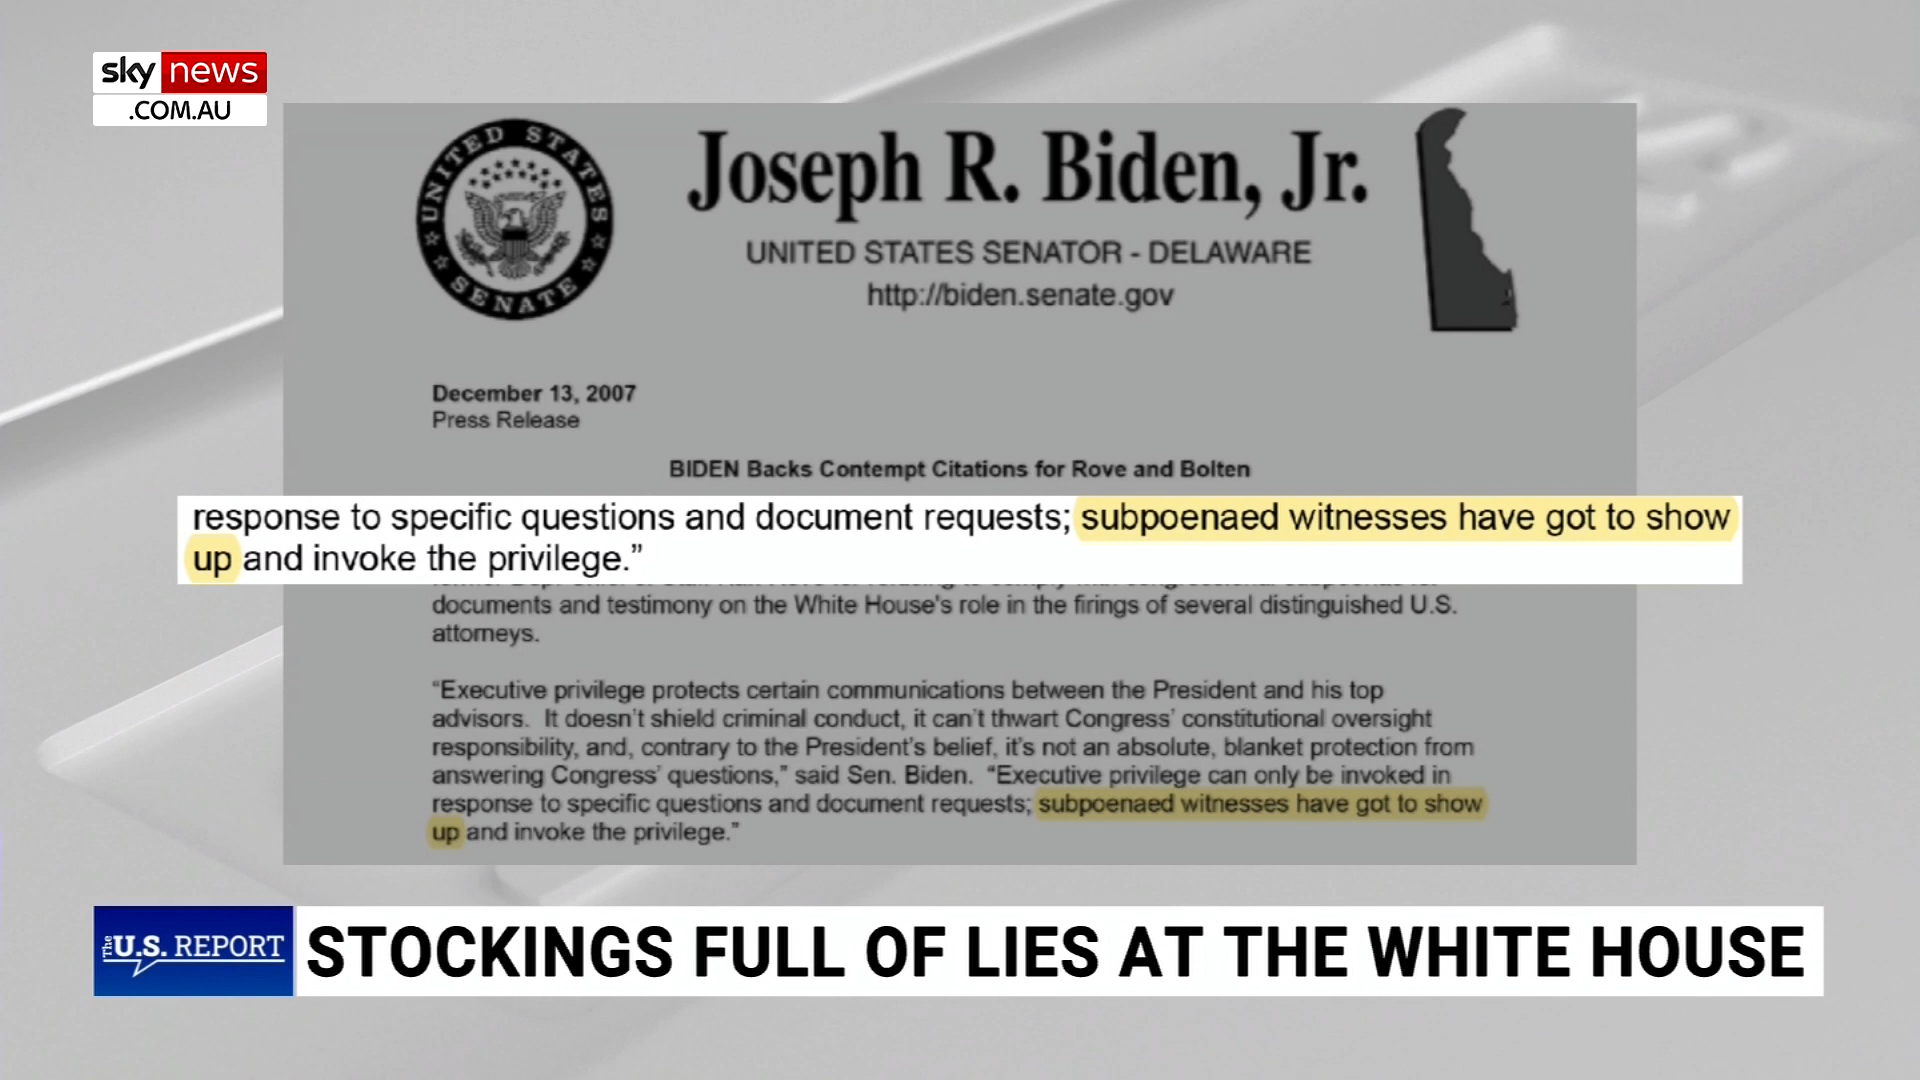 sky news
.COM.AU
UNITED STATES
SENATE
Joseph R. Biden, Jr.
UNITED STATES SENATOR - DELAWARE
http://biden.senate.gov
December 13, 2007
Press Release
BIDEN Backs Contempt Citations for Rove and Bolten
response to specific questions and document requests; subpoenaed witnesses have got to show
up and invoke the privilege.”
documents and testimony on the White House's role in the firings of several distinguished U.S.
attorneys.
“Executive privilege protects certain communications between the President and his top
advisors. It doesn't shield criminal conduct, it can't thwart Congress' constitutional oversight
responsibility, and, contrary to the President's belief, it's not an absolute, blanket protection from
answering Congress' questions,” said Sen. Biden. “Executive privilege can only be invoked in
response to specific questions and document requests; subpoenaed witnesses have got to show
up and invoke the privilege.”
The U.S. REPORT
STOCKINGS FULL OF LIES AT THE WHITE HOUSE